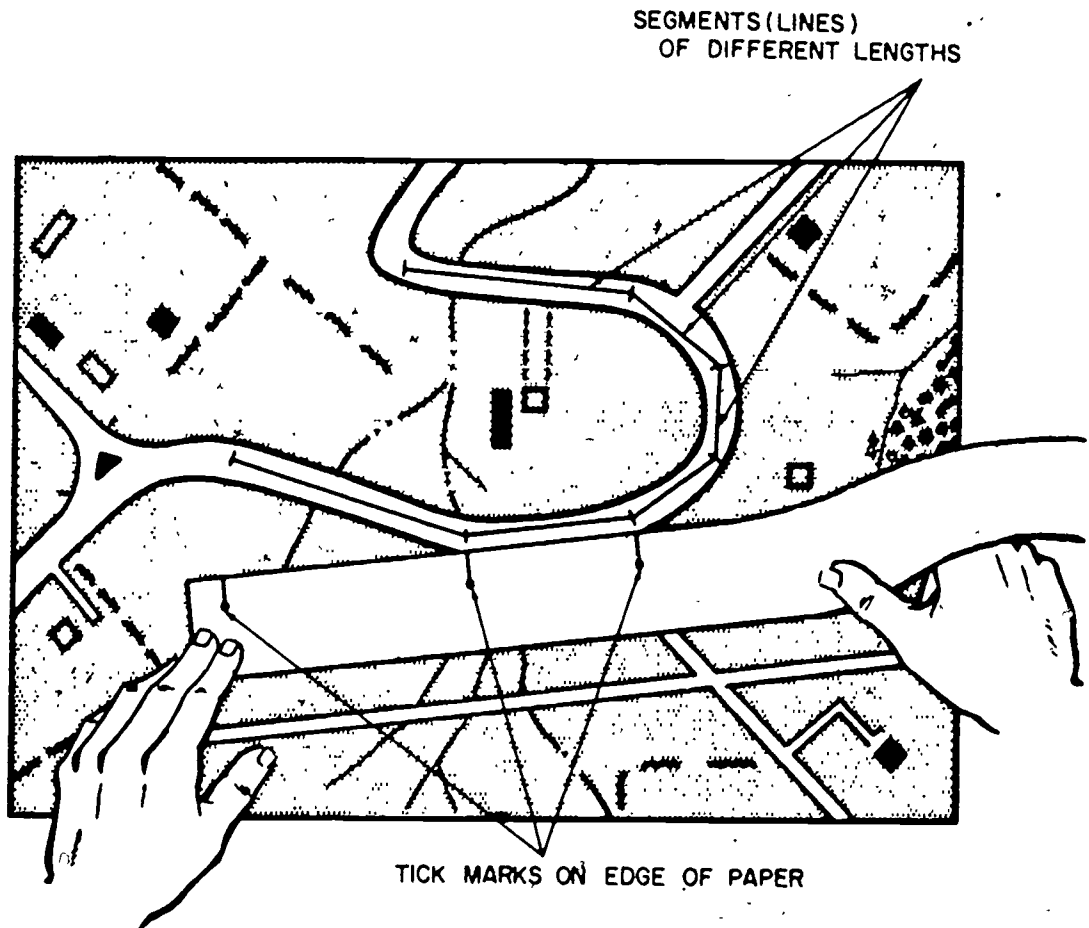 SEGMENTS(LINES)
OF DIFFERENT LENGTHS
TICK MARKS ON EDGE OF PAPER